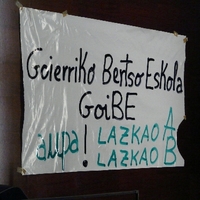 Goierriko Bertso Eskola
GoiBE
aupa! LAZKAO A
LAZKAO B